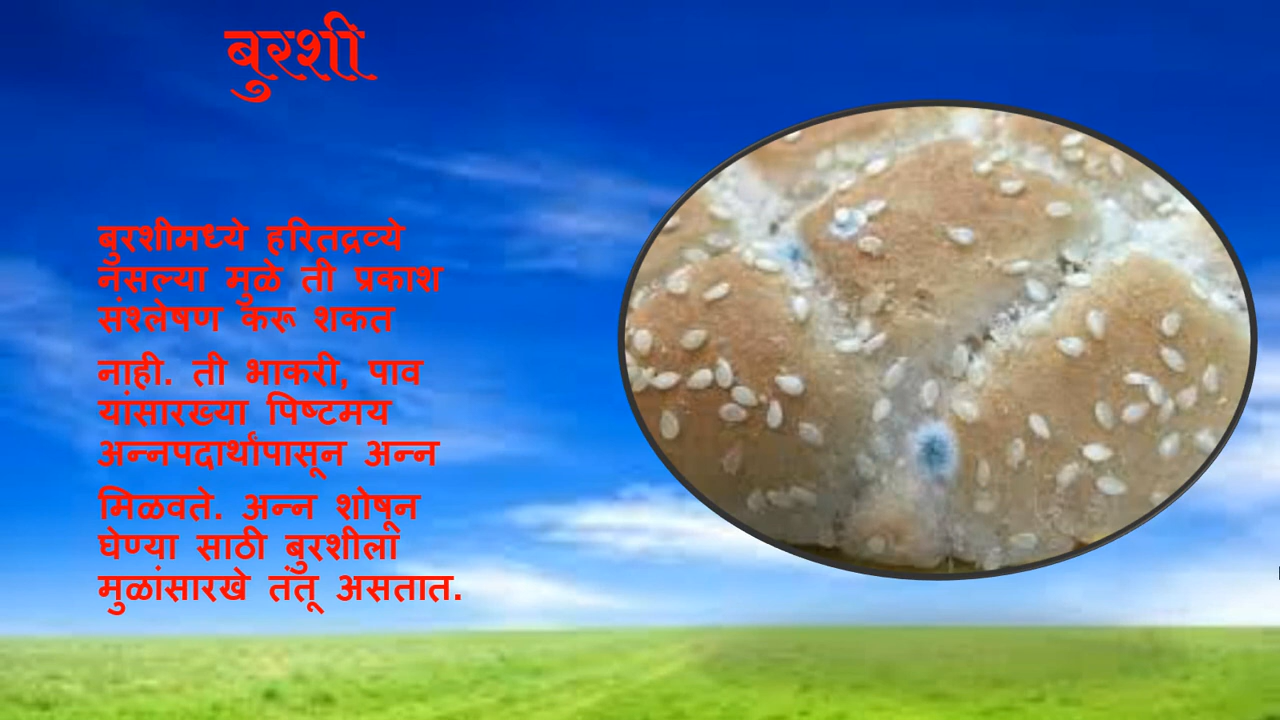 बुरशी
बुरशीमध्ये हरितद्रव्ये
नसल्या मुळे ती प्रकाश
संश्लेषण करू शकत
नाही. ती भाकरी, पाव
यांसारख्या पिष्टमय
अन्नपदार्थांपासून अन्न
मिळवते. अन्न शोषून
घेण्या साठी बुरशीला
मुळांसारखे तंतू असतात.